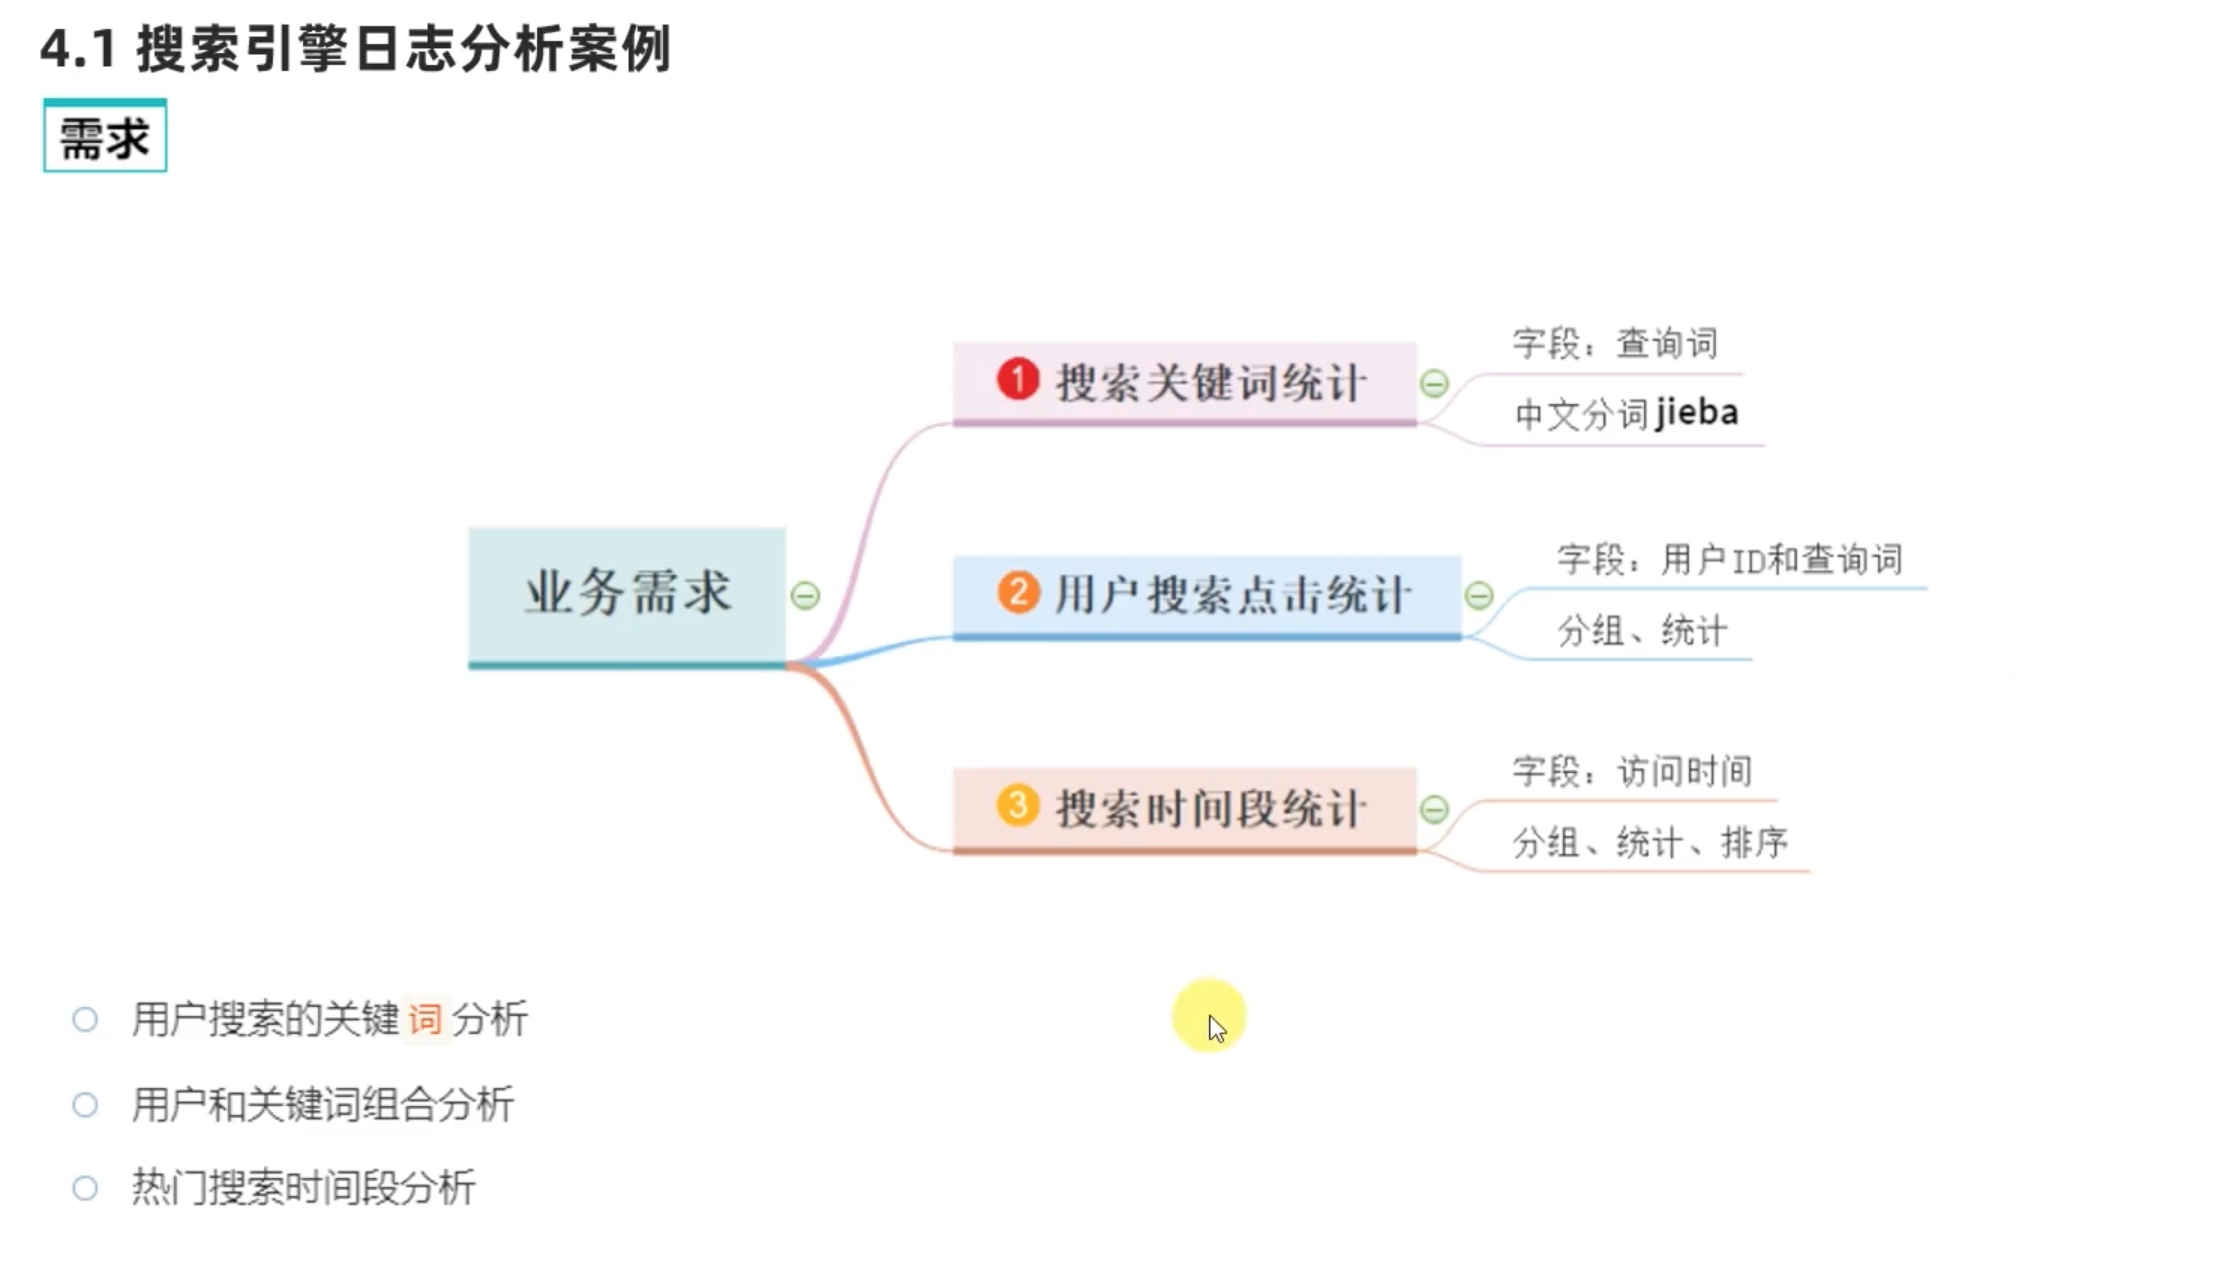 4.1 搜索引擎日志分析案例
需求
业务需求
1 搜索关键词统计
字段：查询词
中文分词 jieba
2 用户搜索点击统计
字段：用户ID和查询词
分组、统计
3 搜索时间段统计
字段：访问时间
分组、统计、排序
用户搜索的关键词分析
用户和关键词组合分析
热门搜索时间段分析